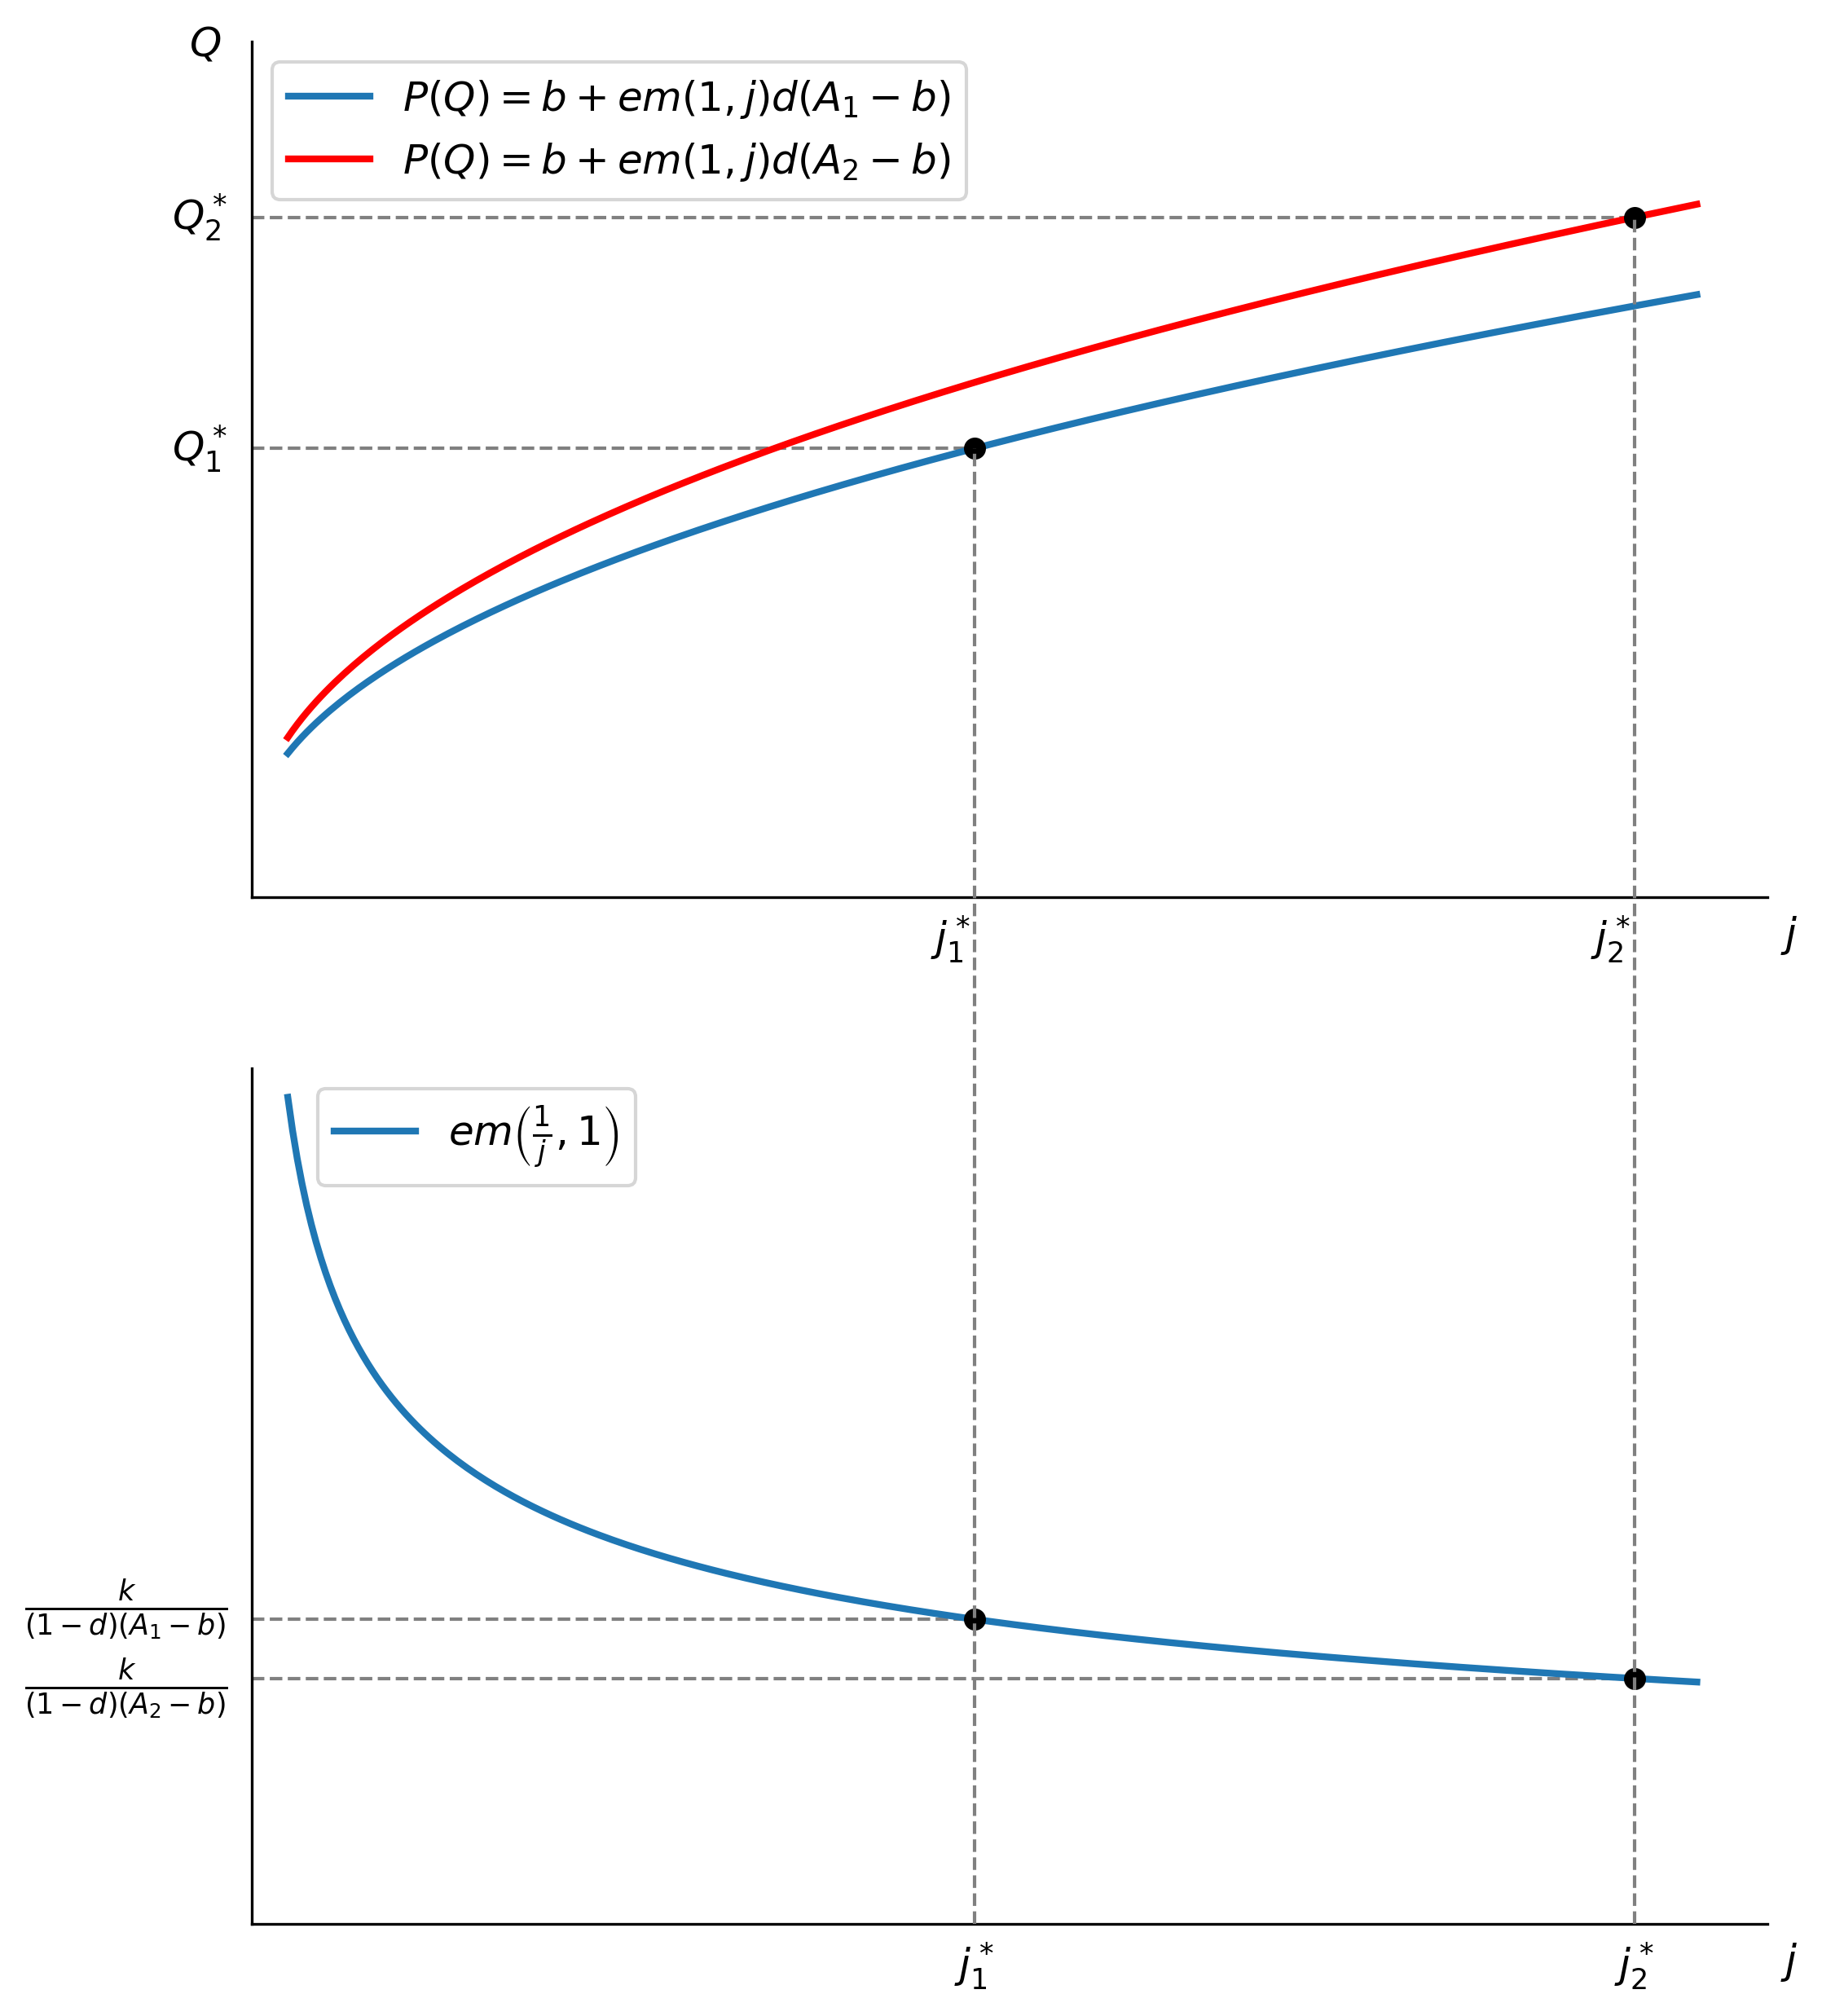 Q
P(Q) = b + em(1, j)d(A₁ − b)
P(Q) = b + em(1, j)d(A₂ − b)
Q₂*
Q₁*
j₁* j₂* j
em(1/j, 1)
k/((1 − d)(A₁ − b))
k/((1 − d)(A₂ − b))
j₁* j₂* j